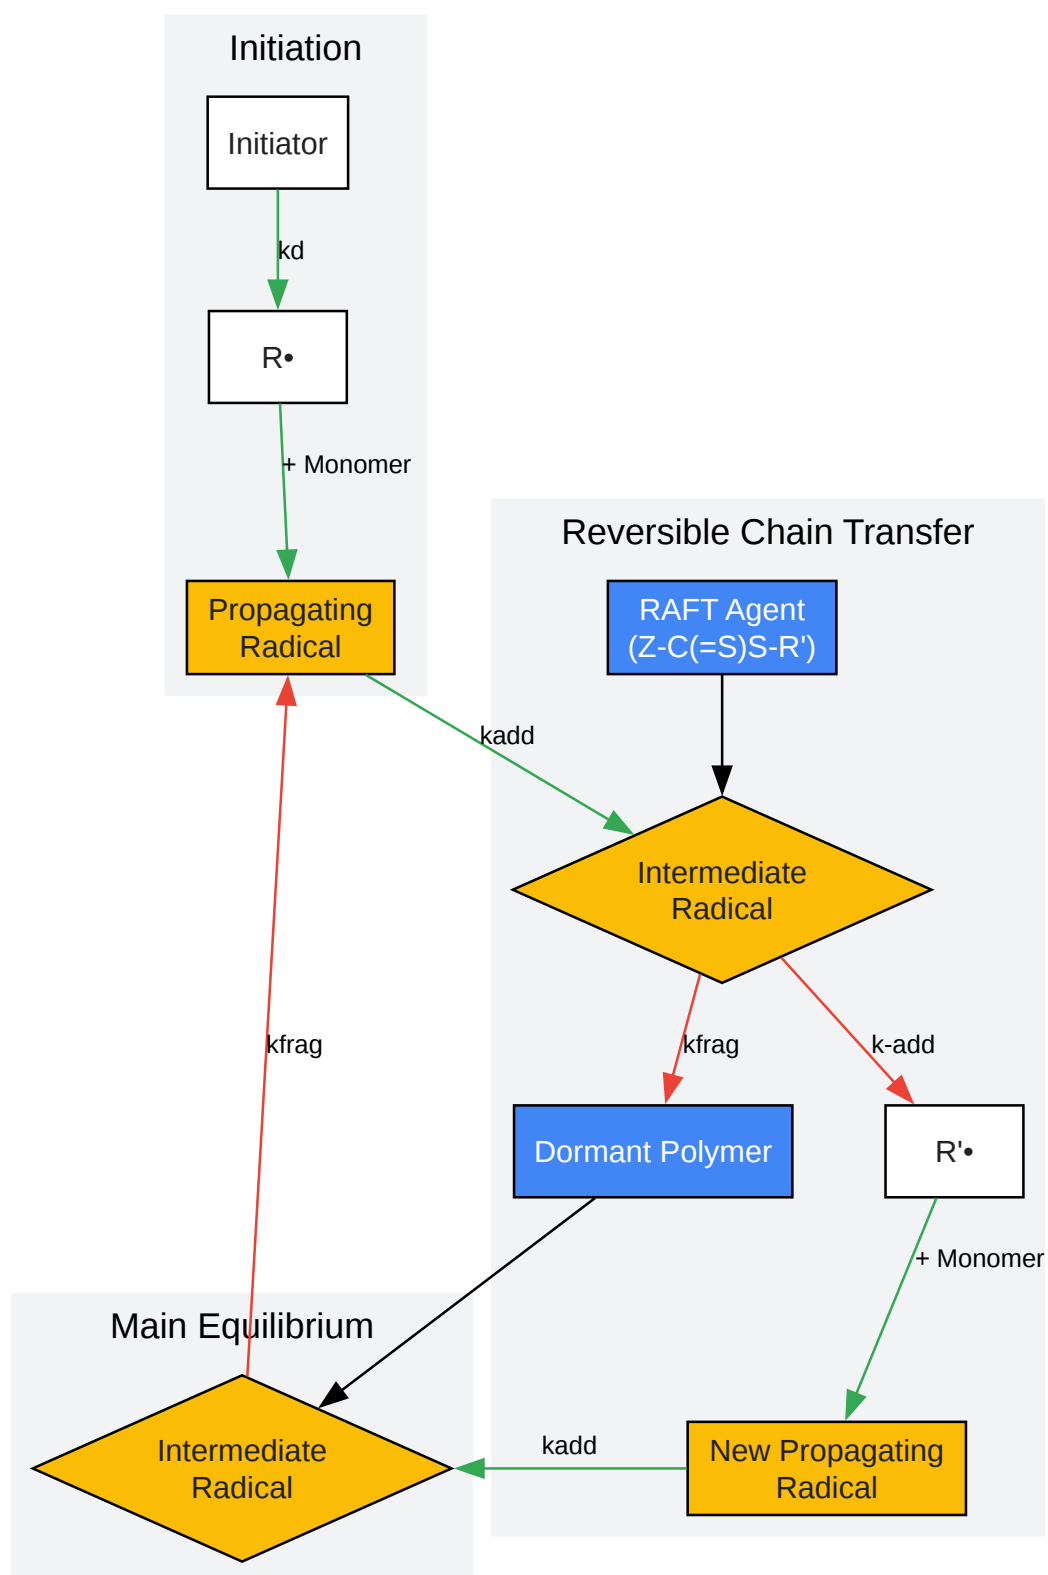 Initiation
Initiator
kd
R•
+ Monomer
Propagating
Radical
Reversible Chain Transfer
RAFT Agent
(Z-C(=S)S-R')
kadd
Intermediate
Radical
kfrag
kfrag
k-add
Dormant Polymer
R'•
+ Monomer
Main Equilibrium
Intermediate
Radical
kadd
New Propagating
Radical